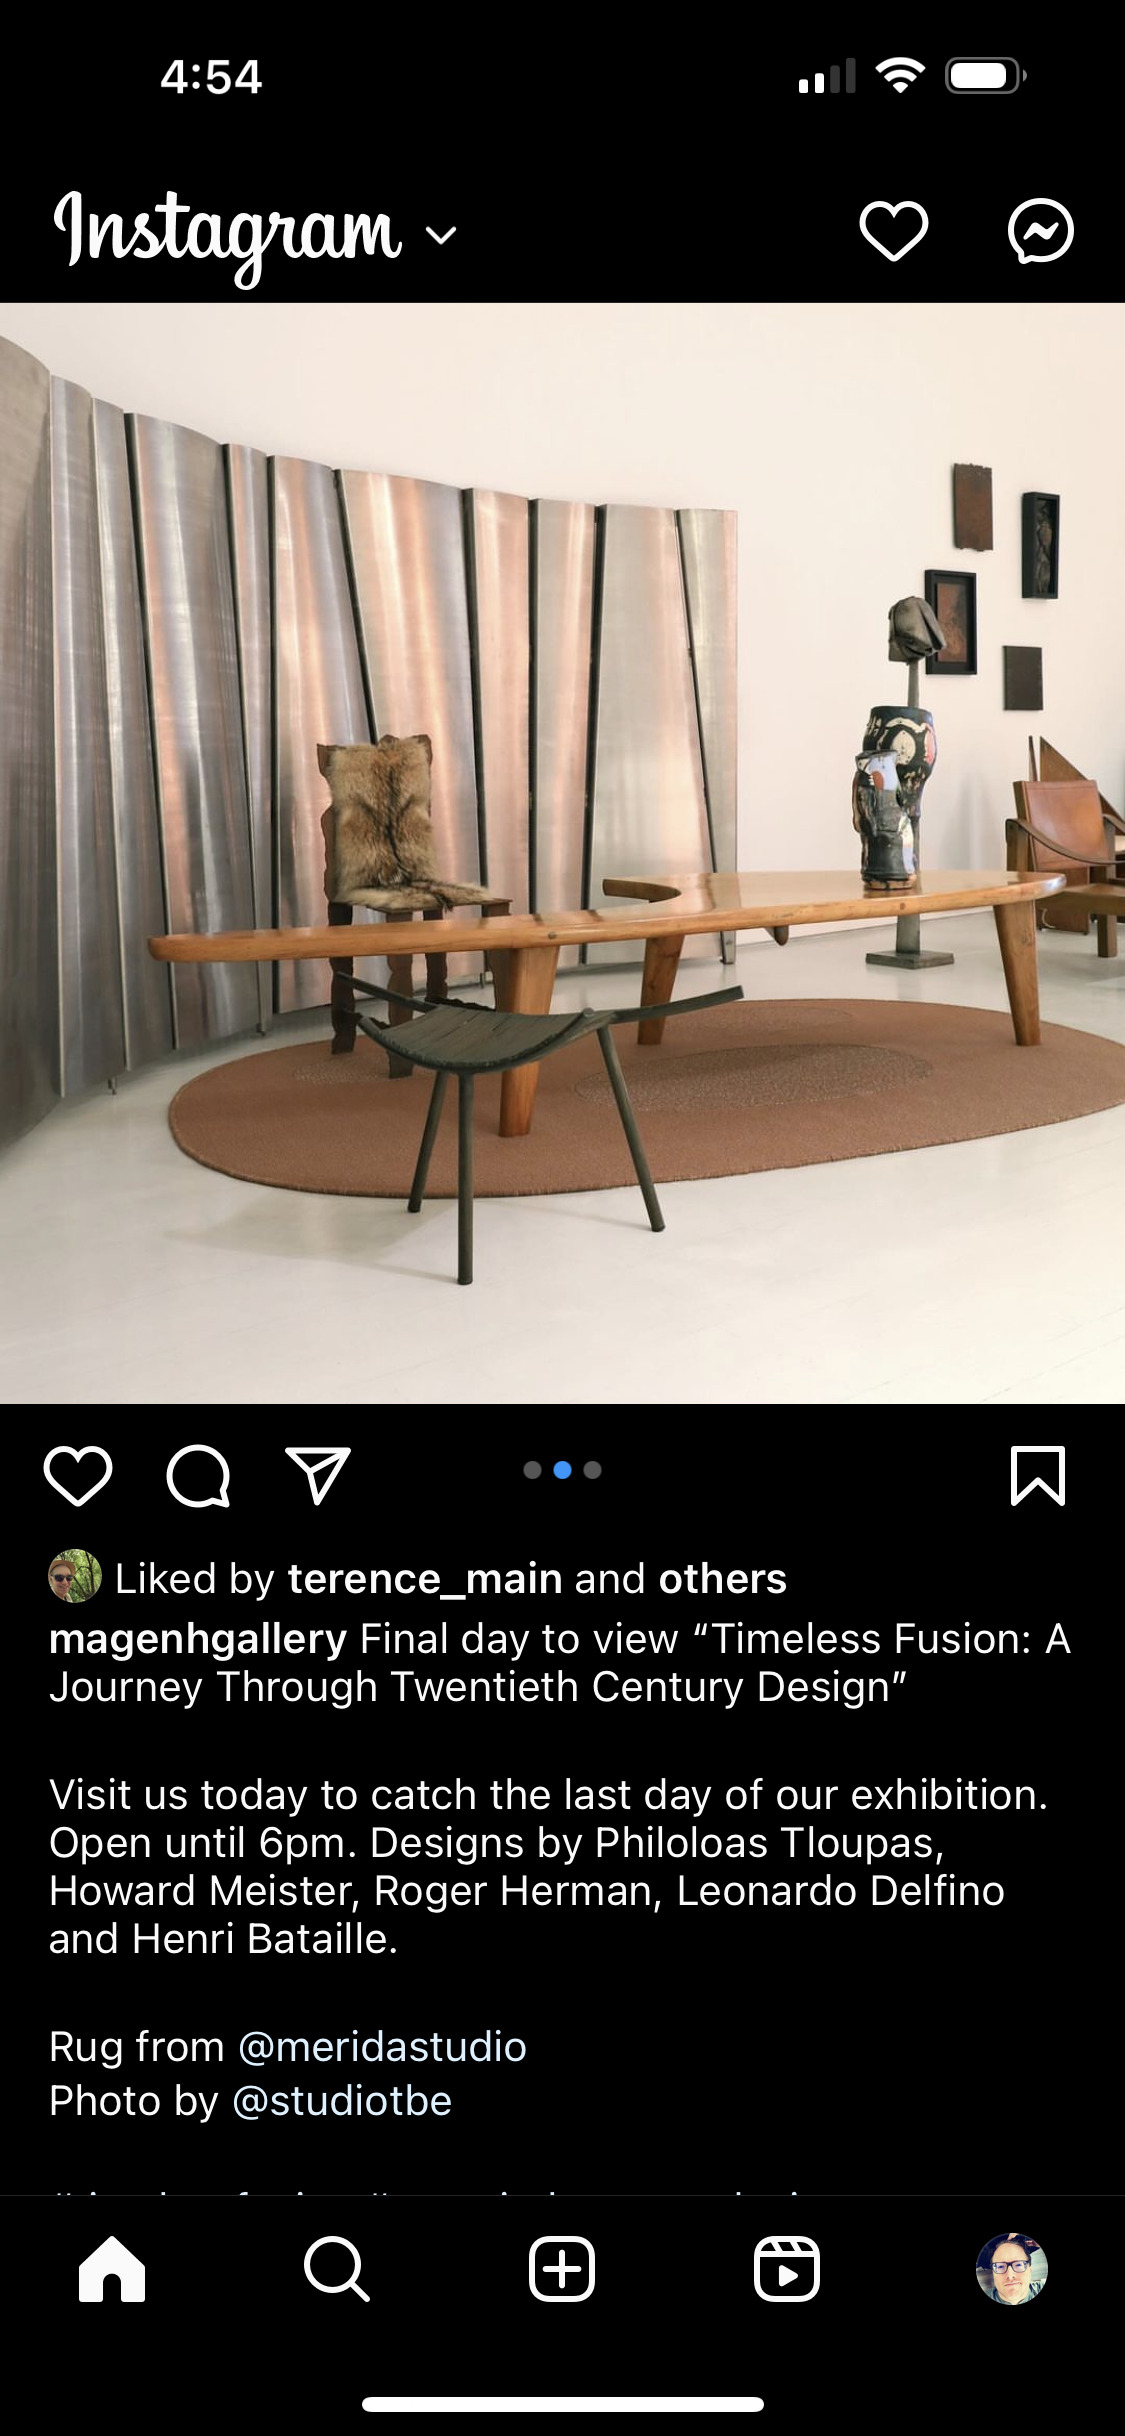 4:54
Instagram
Liked by terence_main and others
magenhgallery Final day to view “Timeless Fusion: A
Journey Through Twentieth Century Design”
Visit us today to catch the last day of our exhibition.
Open until 6pm. Designs by Philoloas Tloupas,
Howard Meister, Roger Herman, Leonardo Delfino
and Henri Bataille.
Rug from @meridastudio
Photo by @studiotbe